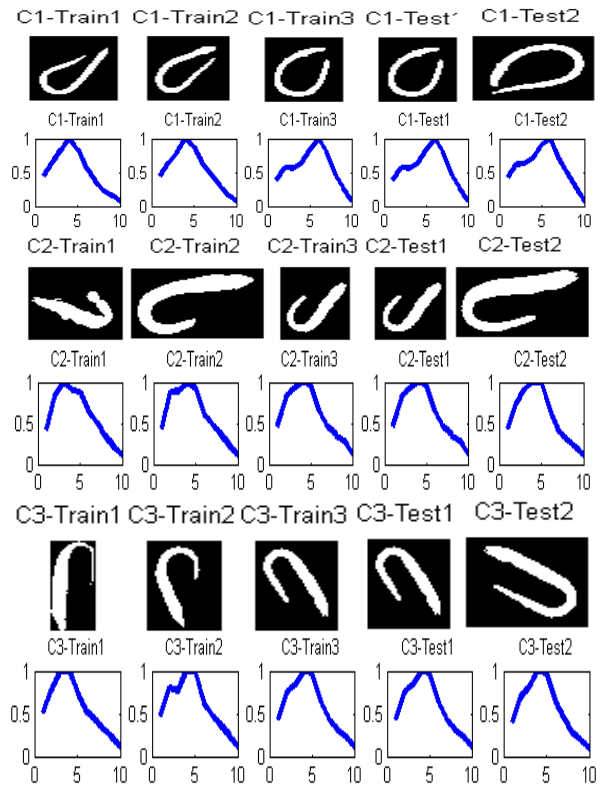 C1-Train1 C1-Train2 C1-Train3 C1-Test C1-Test2
C1-Train1 C1-Train2 C1-Train3 C1-Test1 C1-Test2
1 1 1 1 1
0.5 0.5 0.5 0.5 0.5
0 0 0 0 0
0 5 10 0 5 10 0 5 10 0 5 10 0 5 10
C2-Train1 C2-Train2 C2-Train3 C2-Test1 C2-Test2
C2-Train1 C2-Train2 C2-Train3 C2-Test1 C2-Test2
1 1 1 1 1
0.5 0.5 0.5 0.5 0.5
0 0 0 0 0
0 5 10 0 5 10 0 5 10 0 5 10 0 5 10
C3-Train1 C3-Train2 C3-Train3 C3-Test1 C3-Test2
C3-Train1 C3-Train2 C3-Train3 C3-Test1 C3-Test2
1 1 1 1 1
0.5 0.5 0.5 0.5 0.5
0 0 0 0 0
0 5 10 0 5 10 0 5 10 0 5 10 0 5 10